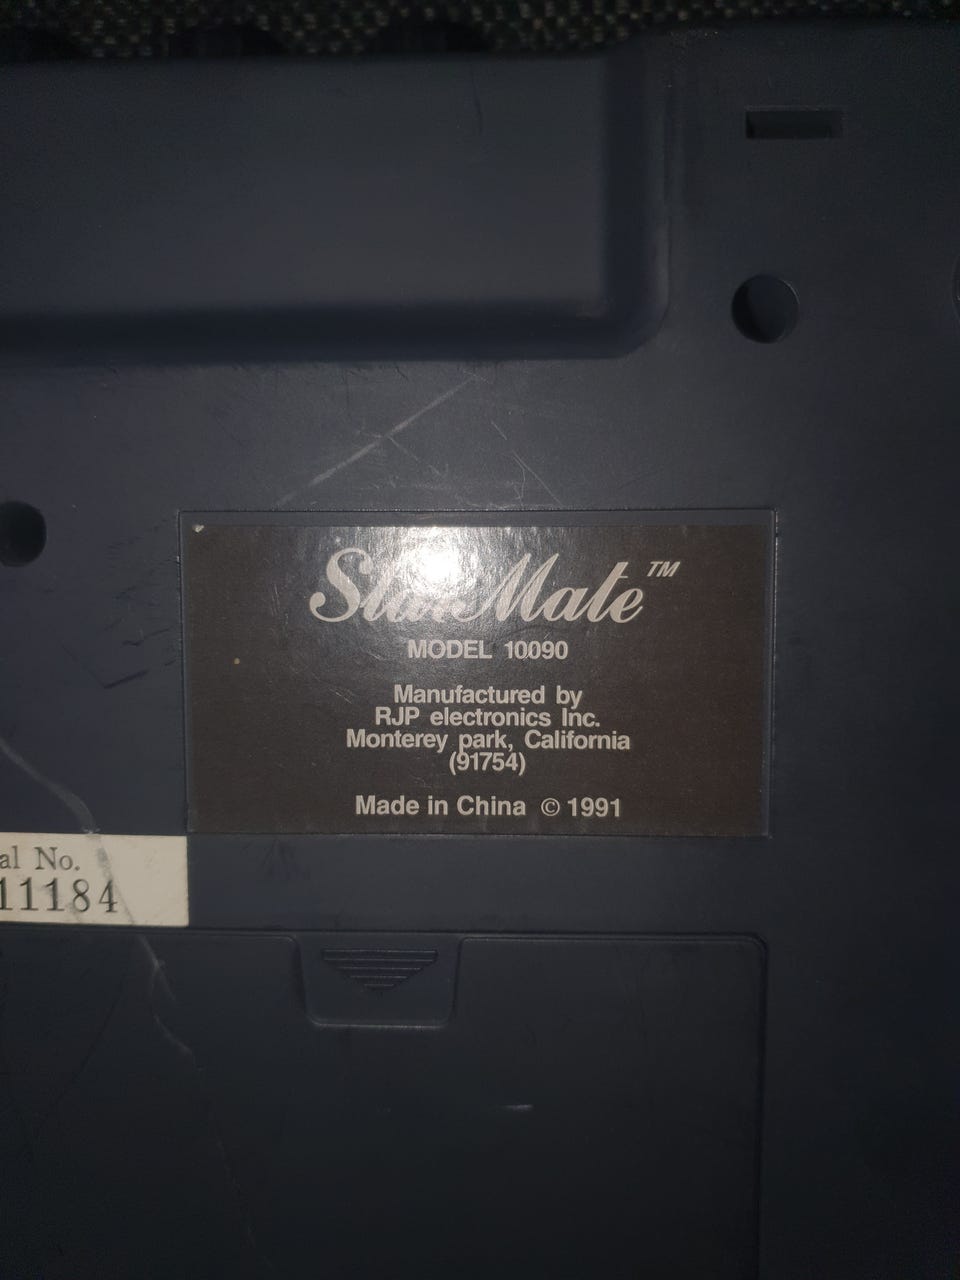 StarMate™
MODEL 10090
Manufactured by
RJP electronics Inc.
Monterey park, California
(91754)
Made in China © 1991
al No.
11184